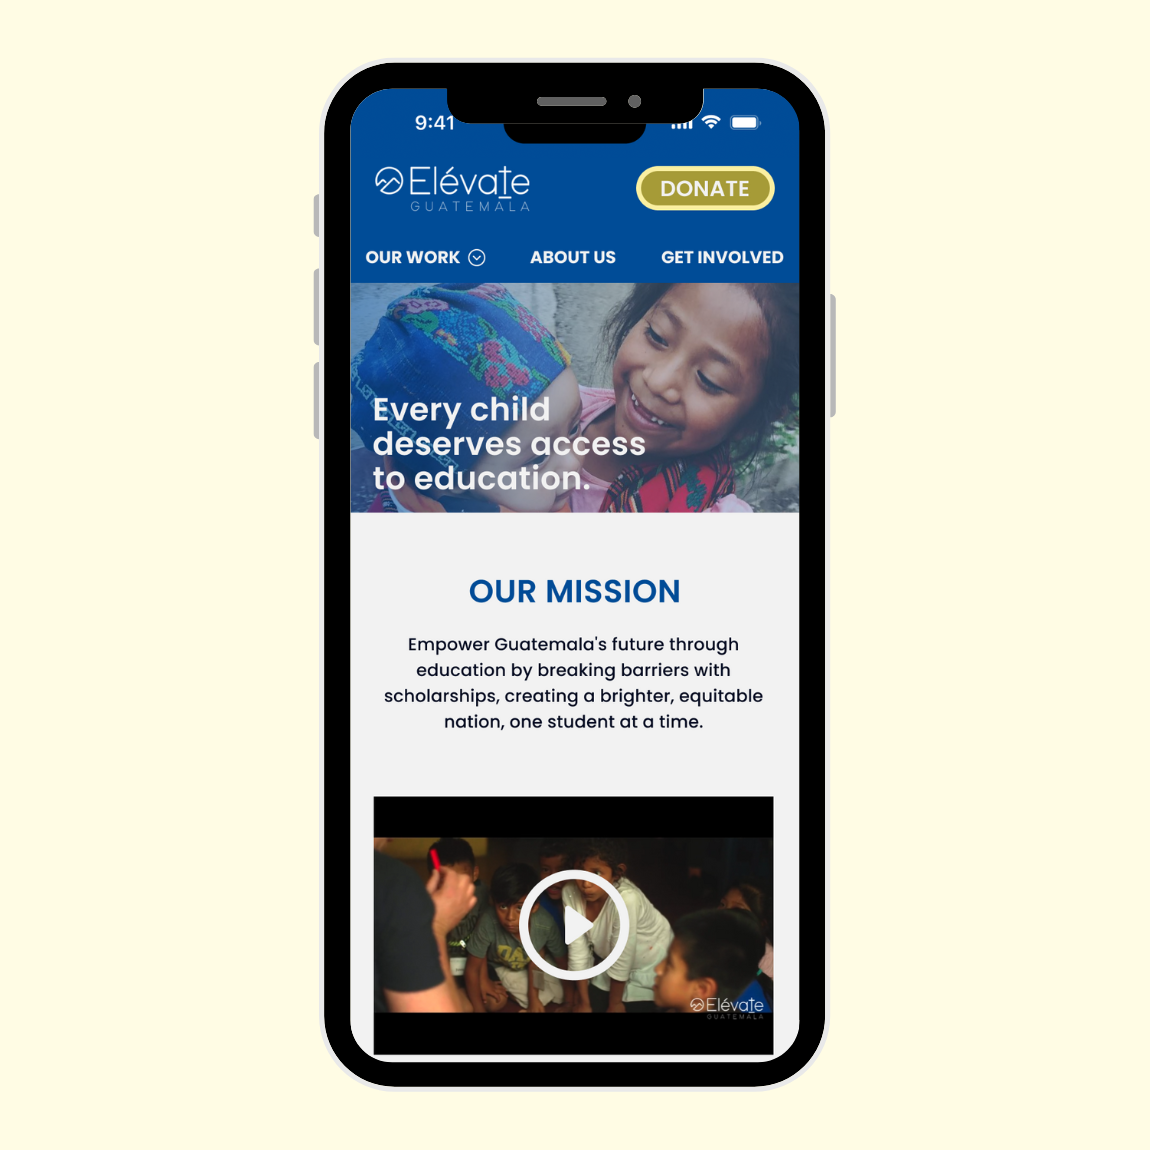 9:41
Elévate
GUATEMALA
DONATE
OUR WORK
ABOUT US
GET INVOLVED
Every child
deserves access
to education.
OUR MISSION
Empower Guatemala's future through
education by breaking barriers with
scholarships, creating a brighter, equitable
nation, one student at a time.
Elévate
GUATEMALA